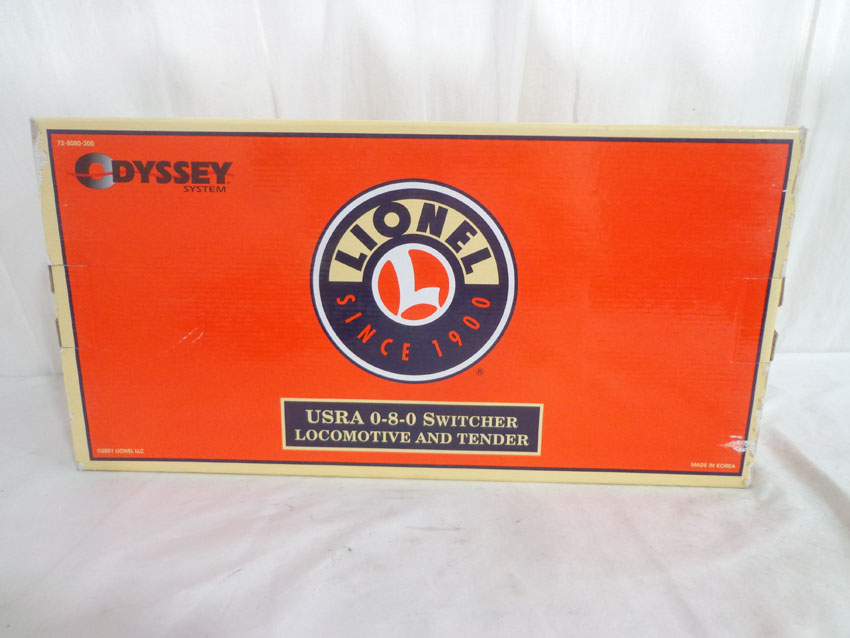 73-8080-200
ODYSSEY
SYSTEM
LIONEL
L
SINCE 1900
®
USRA 0-8-0 SWITCHER
LOCOMOTIVE AND TENDER
©2001 LIONEL LLC
MADE IN KOREA